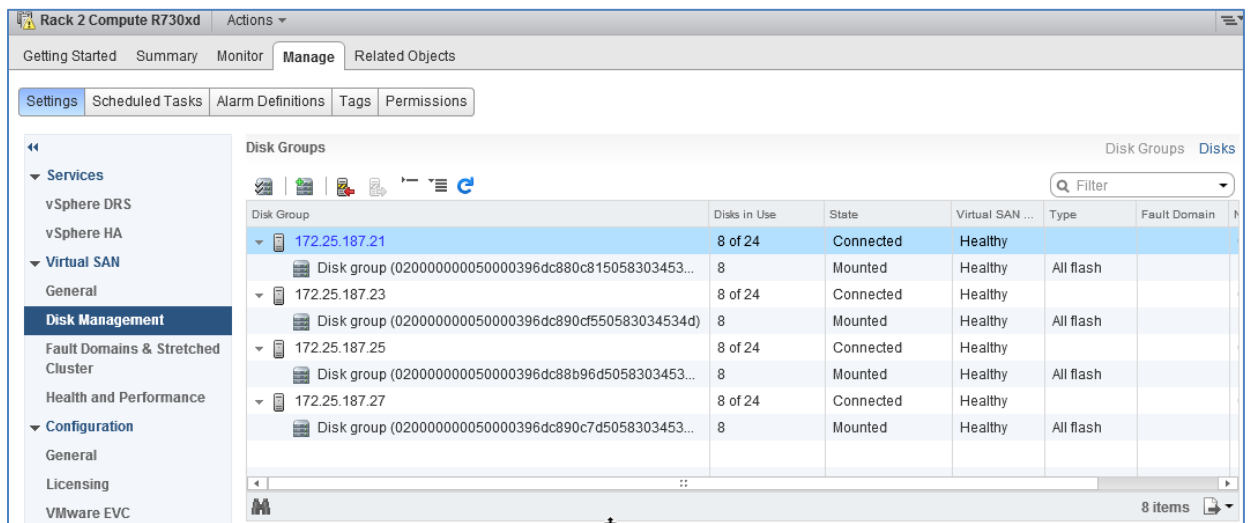 Rack 2 Compute R730xd Actions
Getting Started Summary Monitor Manage Related Objects
Settings Scheduled Tasks Alarm Definitions Tags Permissions
Services
vSphere DRS
vSphere HA
Virtual SAN
General
Disk Management
Fault Domains & Stretched
Cluster
Health and Performance
Configuration
General
Licensing
VMware EVC
Disk Groups Disk Groups Disks
Filter
Disk Group Disks in Use State Virtual SAN ... Type Fault Domain N
172.25.187.21 8 of 24 Connected Healthy
Disk group (020000000050000396dc880c815058303453... 8 Mounted Healthy All flash
172.25.187.23 8 of 24 Connected Healthy
Disk group (020000000050000396dc890cf550583034534d) 8 Mounted Healthy All flash
172.25.187.25 8 of 24 Connected Healthy
Disk group (020000000050000396dc88b96d5058303453... 8 Mounted Healthy All flash
172.25.187.27 8 of 24 Connected Healthy
Disk group (020000000050000396dc890c7d5058303453... 8 Mounted Healthy All flash
8 items